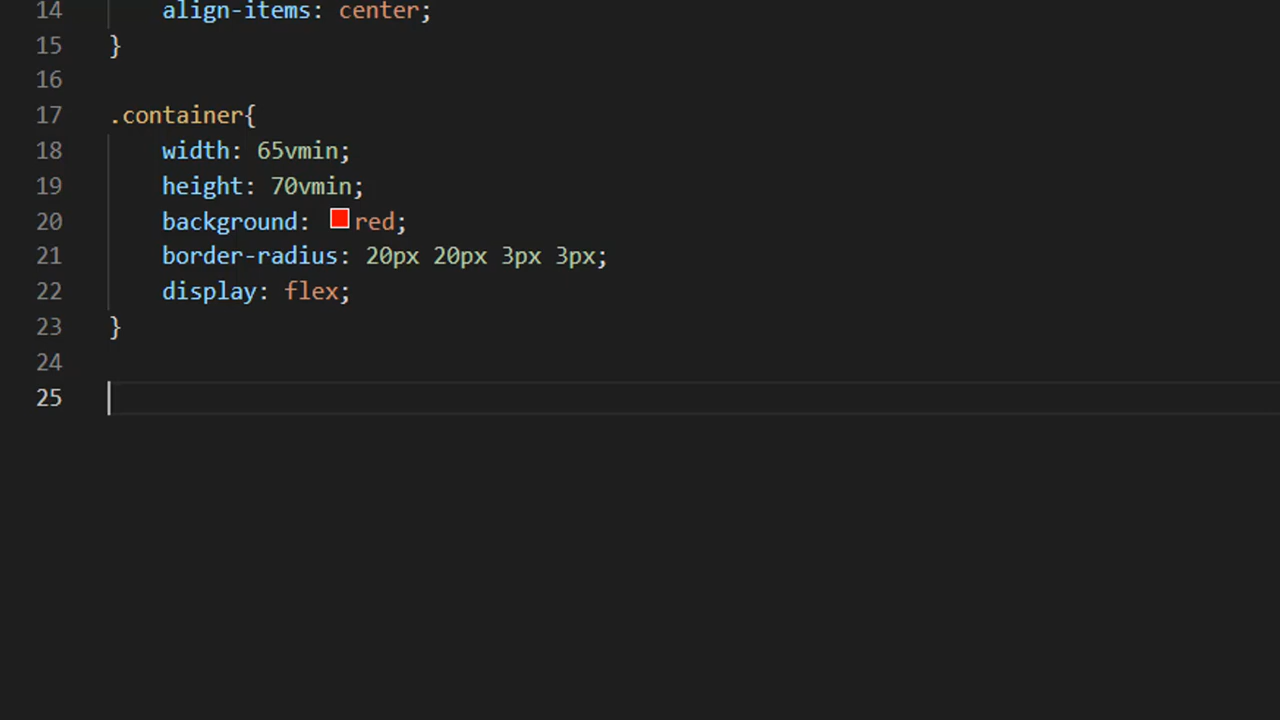 14 align-items: center;
15 }
16
17 .container{
18 width: 65vmin;
19 height: 70vmin;
20 background: red;
21 border-radius: 20px 20px 3px 3px;
22 display: flex;
23 }
24
25